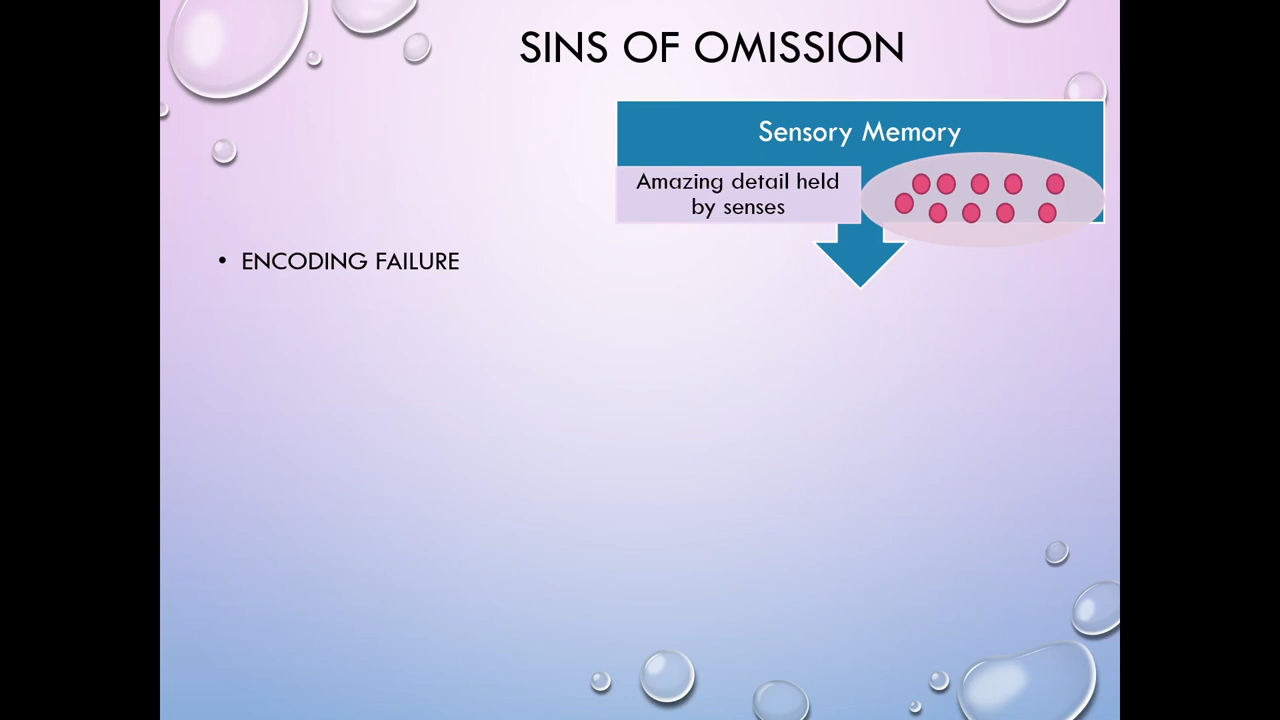 SINS OF OMISSION
Sensory Memory
Amazing detail held
by senses
• ENCODING FAILURE